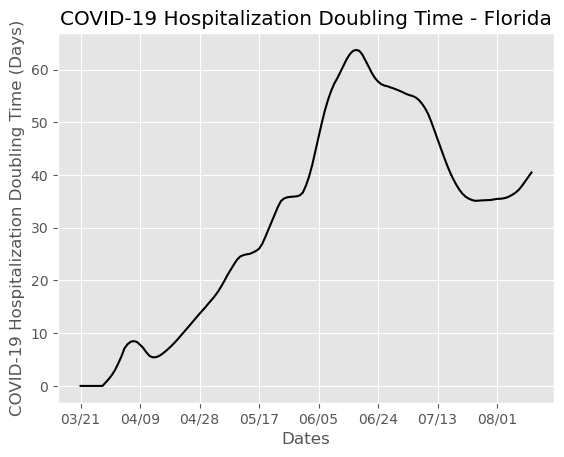 COVID-19 Hospitalization Doubling Time - Florida
COVID-19 Hospitalization Doubling Time (Days)
60
50
40
30
20
10
0
03/21 04/09 04/28 05/17 06/05 06/24 07/13 08/01
Dates